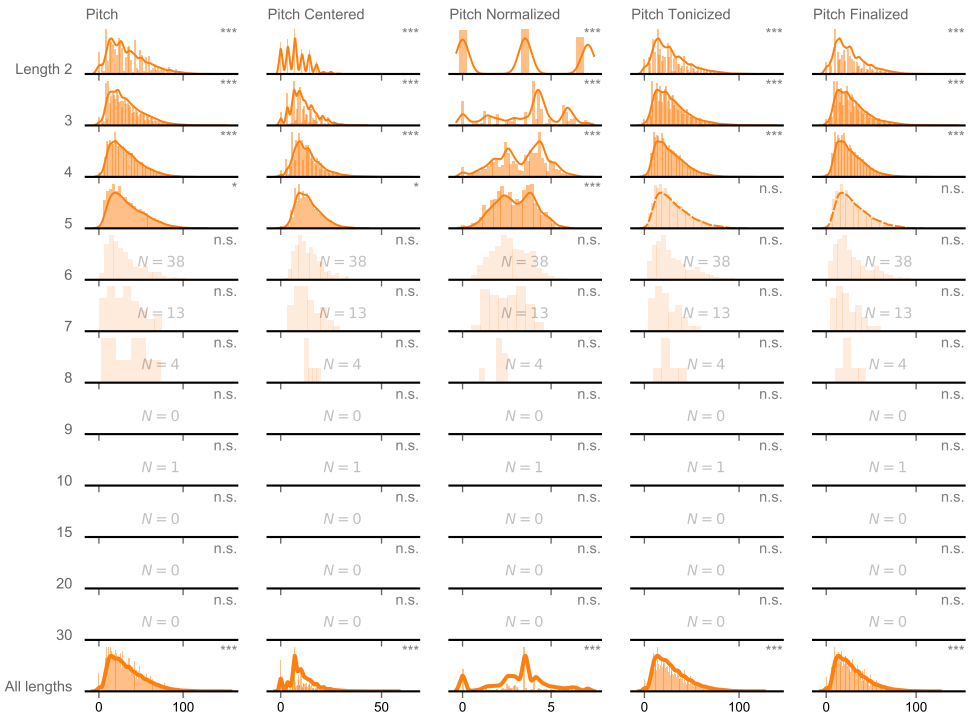 Pitch Pitch Centered Pitch Normalized Pitch Tonicized Pitch Finalized
Length 2 *** *** *** *** ***
3 *** *** *** *** ***
4 *** *** *** *** ***
5 * * *** n.s. n.s.
6 N = 38 n.s. N = 38 n.s. N = 38 n.s. N = 38 n.s. N = 38 n.s.
7 N = 13 n.s. N = 13 n.s. N = 13 n.s. N = 13 n.s. N = 13 n.s.
8 N = 4 n.s. N = 4 n.s. N = 4 n.s. N = 4 n.s. N = 4 n.s.
9 N = 0 n.s. N = 0 n.s. N = 0 n.s. N = 0 n.s. N = 0 n.s.
10 N = 1 n.s. N = 1 n.s. N = 1 n.s. N = 1 n.s. N = 1 n.s.
15 N = 0 n.s. N = 0 n.s. N = 0 n.s. N = 0 n.s. N = 0 n.s.
20 N = 0 n.s. N = 0 n.s. N = 0 n.s. N = 0 n.s. N = 0 n.s.
30 N = 0 n.s. N = 0 n.s. N = 0 n.s. N = 0 n.s. N = 0 n.s.
All lengths *** *** *** *** ***
0 100 0 50 0 5 0 100 0 100